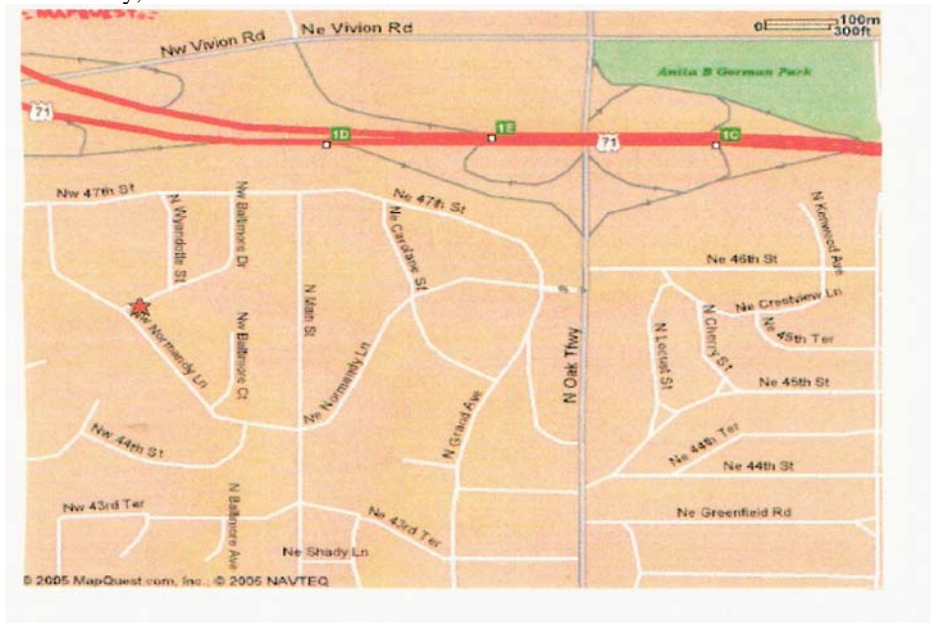 MAPQUEST
100m
0 300ft
Nw Vivion Rd
Ne Vivion Rd
Anita B Gorman Park
71
1D
1E
71
1C
Nw 47th St
N Wyandotte St
Nw Baltimore Dr
Ne 47th St
Ne Carolane St
N Main St
N Kenwood Ave
Ne 46th St
Ne Crestview Ln
Nw Normandy Ln
Nw Baltimore Ct
Ne Normandy Ln
N Oak Tfwy
N Locust St
N Cherry St
Ne 45th Ter
Ne 45th St
N Grand Ave
Nw 44th St
Ne 44th Ter
Ne 44th St
Nw 43rd Ter
N Baltimore Ave
Ne 43rd Ter
Ne Greenfield Rd
Ne Shady Ln
© 2005 MapQuest.com, Inc.; © 2005 NAVTEQ